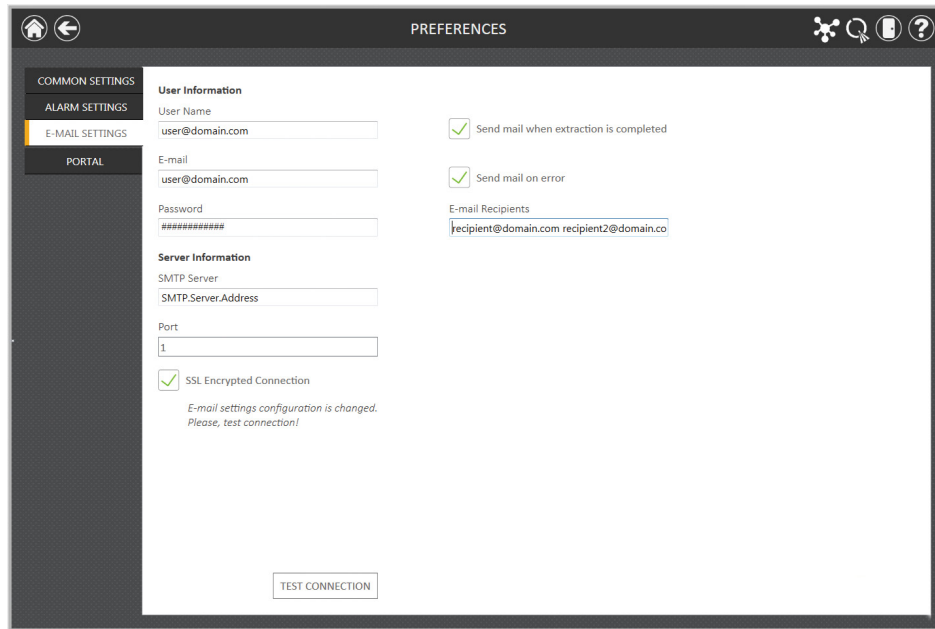 PREFERENCES
?
COMMON SETTINGS
ALARM SETTINGS
E-MAIL SETTINGS
PORTAL
User Information
User Name
user@domain.com
E-mail
user@domain.com
Password
############
Server Information
SMTP Server
SMTP.Server.Address
Port
1
SSL Encrypted Connection
E-mail settings configuration is changed.
Please, test connection!
TEST CONNECTION
Send mail when extraction is completed
Send mail on error
E-mail Recipients
recipient@domain.com recipient2@domain.co